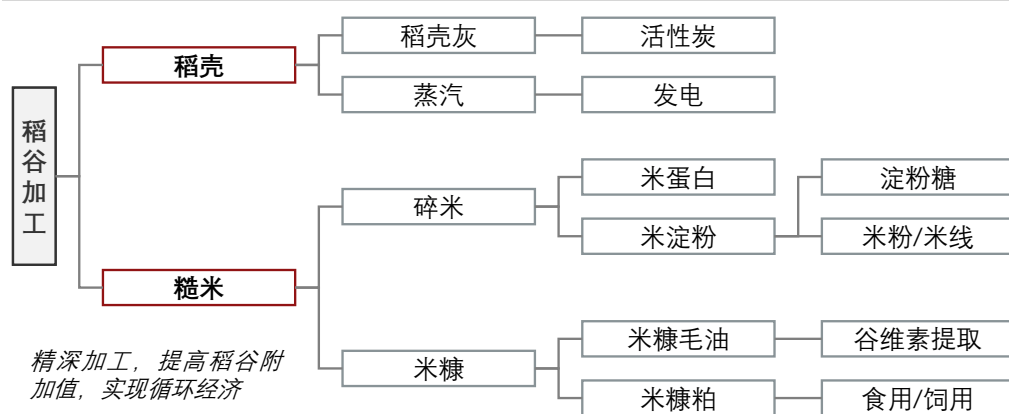 稻谷加工
稻壳
稻壳灰
活性炭
蒸汽
发电
糙米
碎米
米蛋白
米淀粉
淀粉糖
米粉/米线
米糠
米糠毛油
谷维素提取
米糠粕
食用/饲用
精深加工，提高稻谷附
加值，实现循环经济